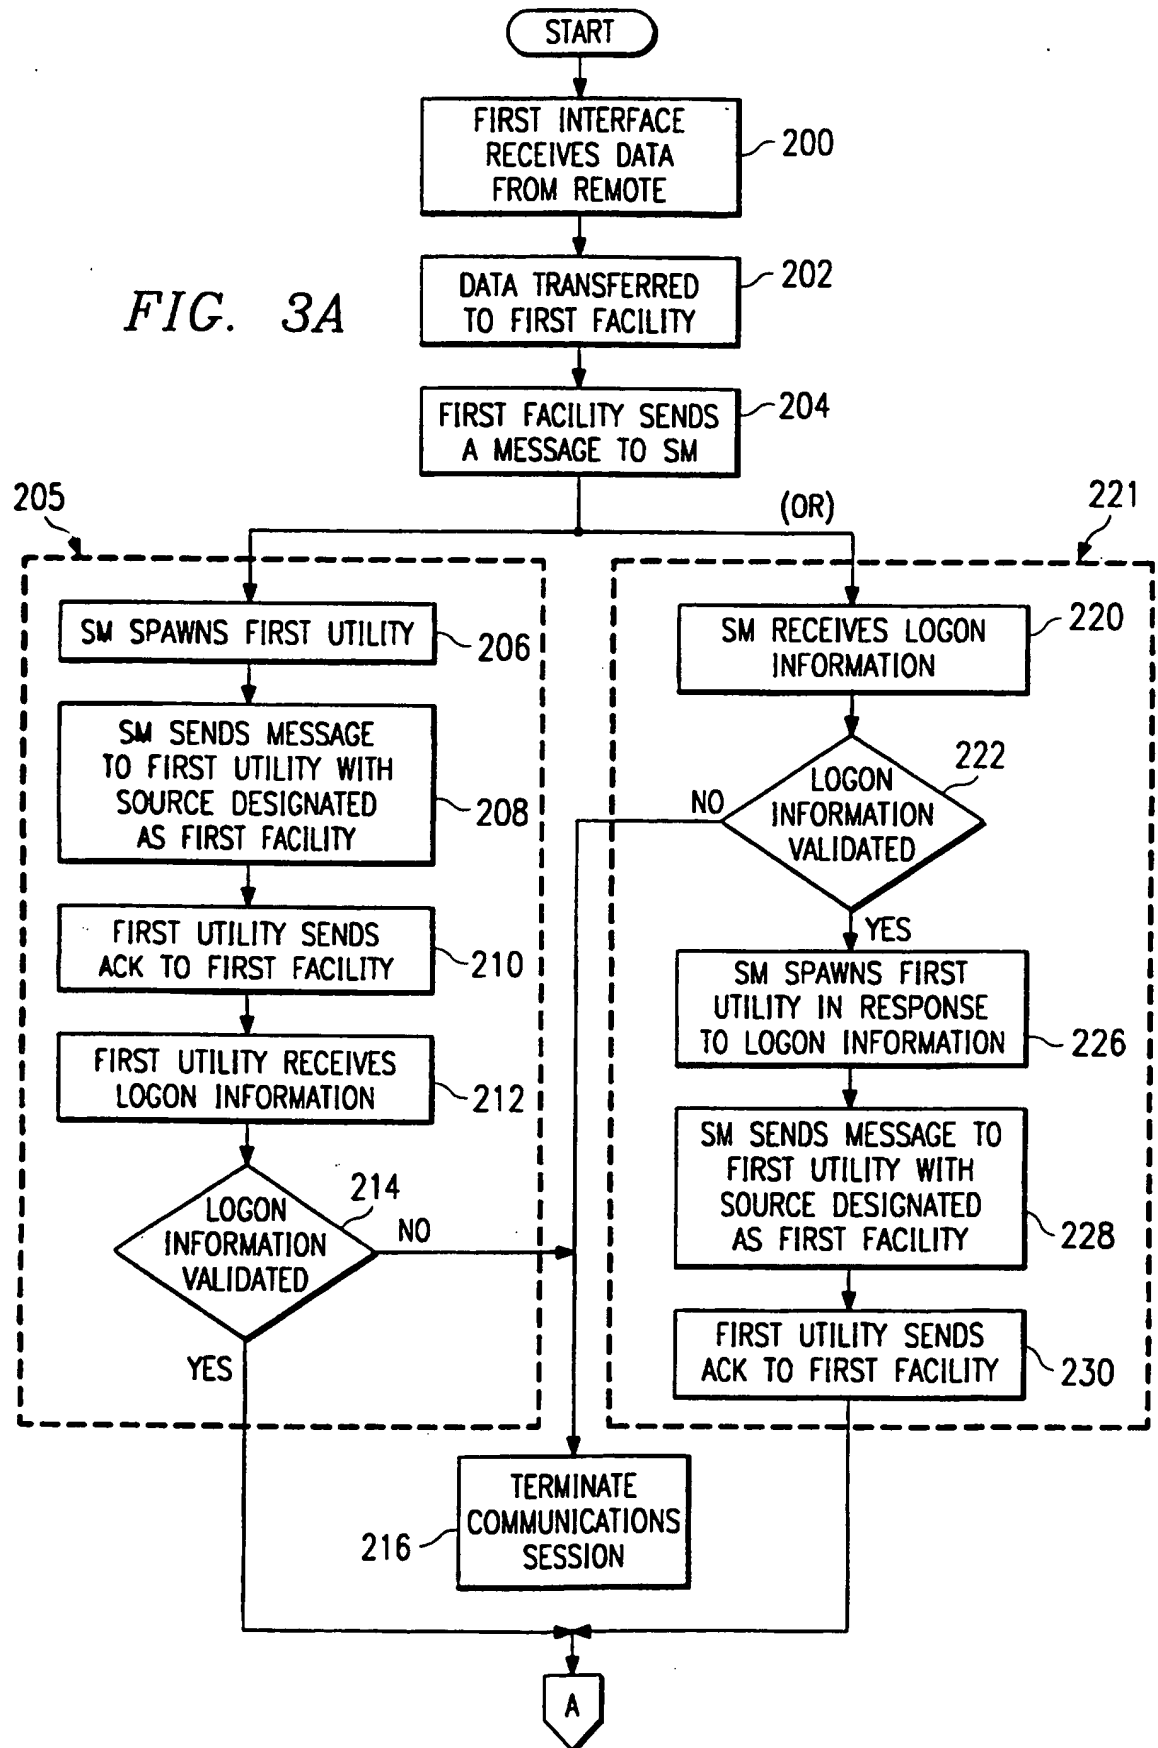 START
FIRST INTERFACE
RECEIVES DATA
FROM REMOTE
200
DATA TRANSFERRED
TO FIRST FACILITY
202
FIG. 3A
FIRST FACILITY SENDS
A MESSAGE TO SM
204
205
(OR)
221
SM SPAWNS FIRST UTILITY
206
SM SENDS MESSAGE
TO FIRST UTILITY WITH
SOURCE DESIGNATED
AS FIRST FACILITY
208
FIRST UTILITY SENDS
ACK TO FIRST FACILITY
210
FIRST UTILITY RECEIVES
LOGON INFORMATION
212
LOGON
INFORMATION
VALIDATED
214
NO
YES
SM RECEIVES LOGON
INFORMATION
220
LOGON
INFORMATION
VALIDATED
222
NO
YES
SM SPAWNS FIRST
UTILITY IN RESPONSE
TO LOGON INFORMATION
226
SM SENDS MESSAGE TO
FIRST UTILITY WITH
SOURCE DESIGNATED
AS FIRST FACILITY
228
FIRST UTILITY SENDS
ACK TO FIRST FACILITY
230
TERMINATE
COMMUNICATIONS
SESSION
216
A